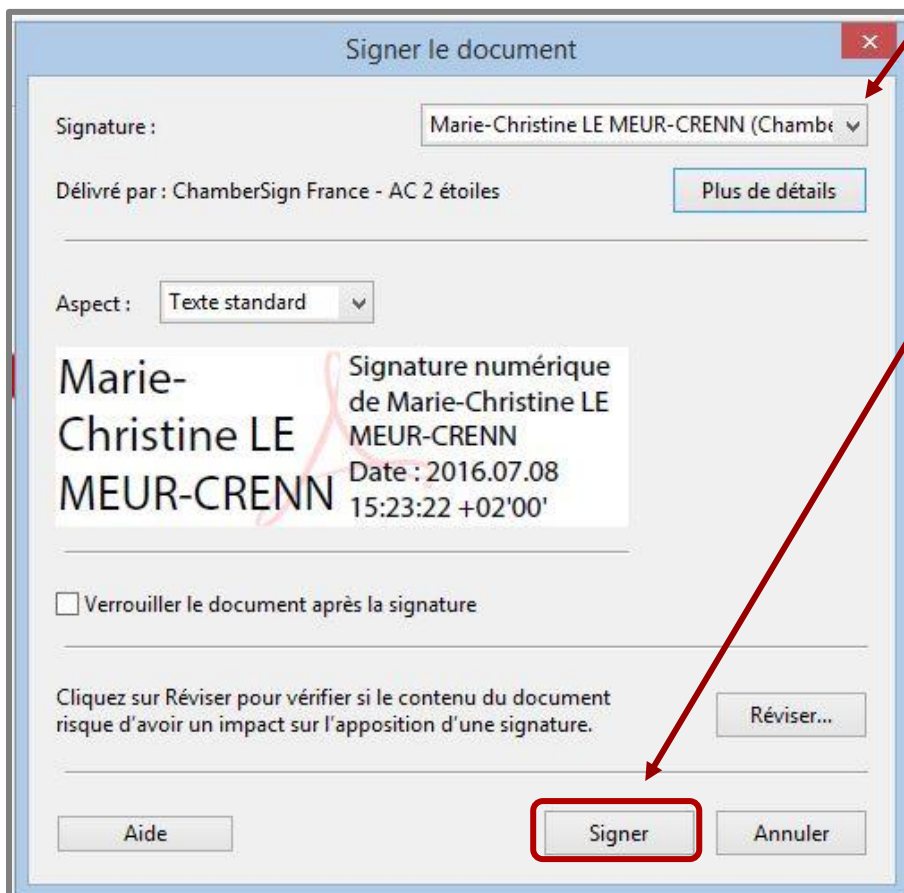 Signer le document
Signature :
Marie-Christine LE MEUR-CRENN (Chambe
Délivré par : ChamberSign France - AC 2 étoiles
Plus de détails
Aspect :
Texte standard
Marie-
Christine LE
MEUR-CRENN
Signature numérique
de Marie-Christine LE
MEUR-CRENN
Date : 2016.07.08
15:23:22 +02'00'
Verrouiller le document après la signature
Cliquez sur Réviser pour vérifier si le contenu du document
risque d'avoir un impact sur l'apposition d'une signature.
Réviser...
Aide
Signer
Annuler